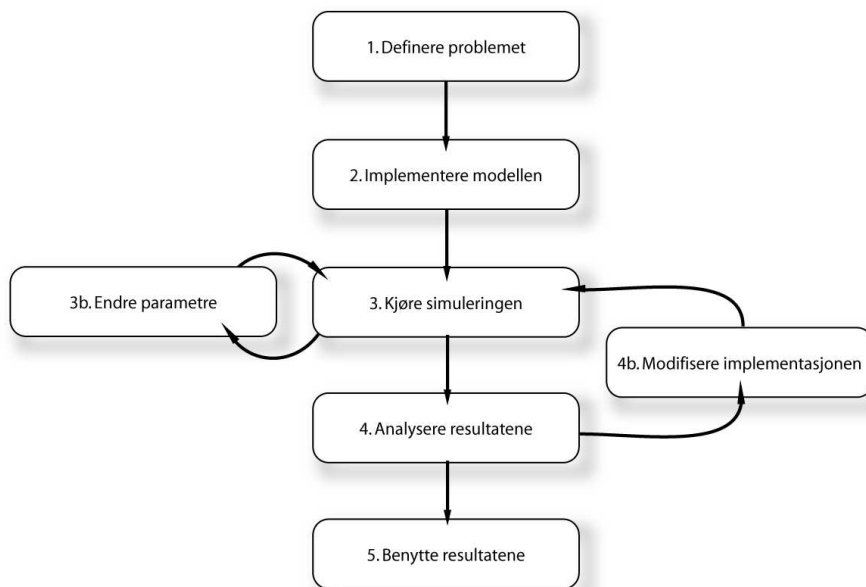 1. Definere problemet
2. Implementere modellen
3b. Endre parametre
3. Kjøre simuleringen
4b. Modifisere implementasjonen
4. Analysere resultatene
5. Benytte resultatene